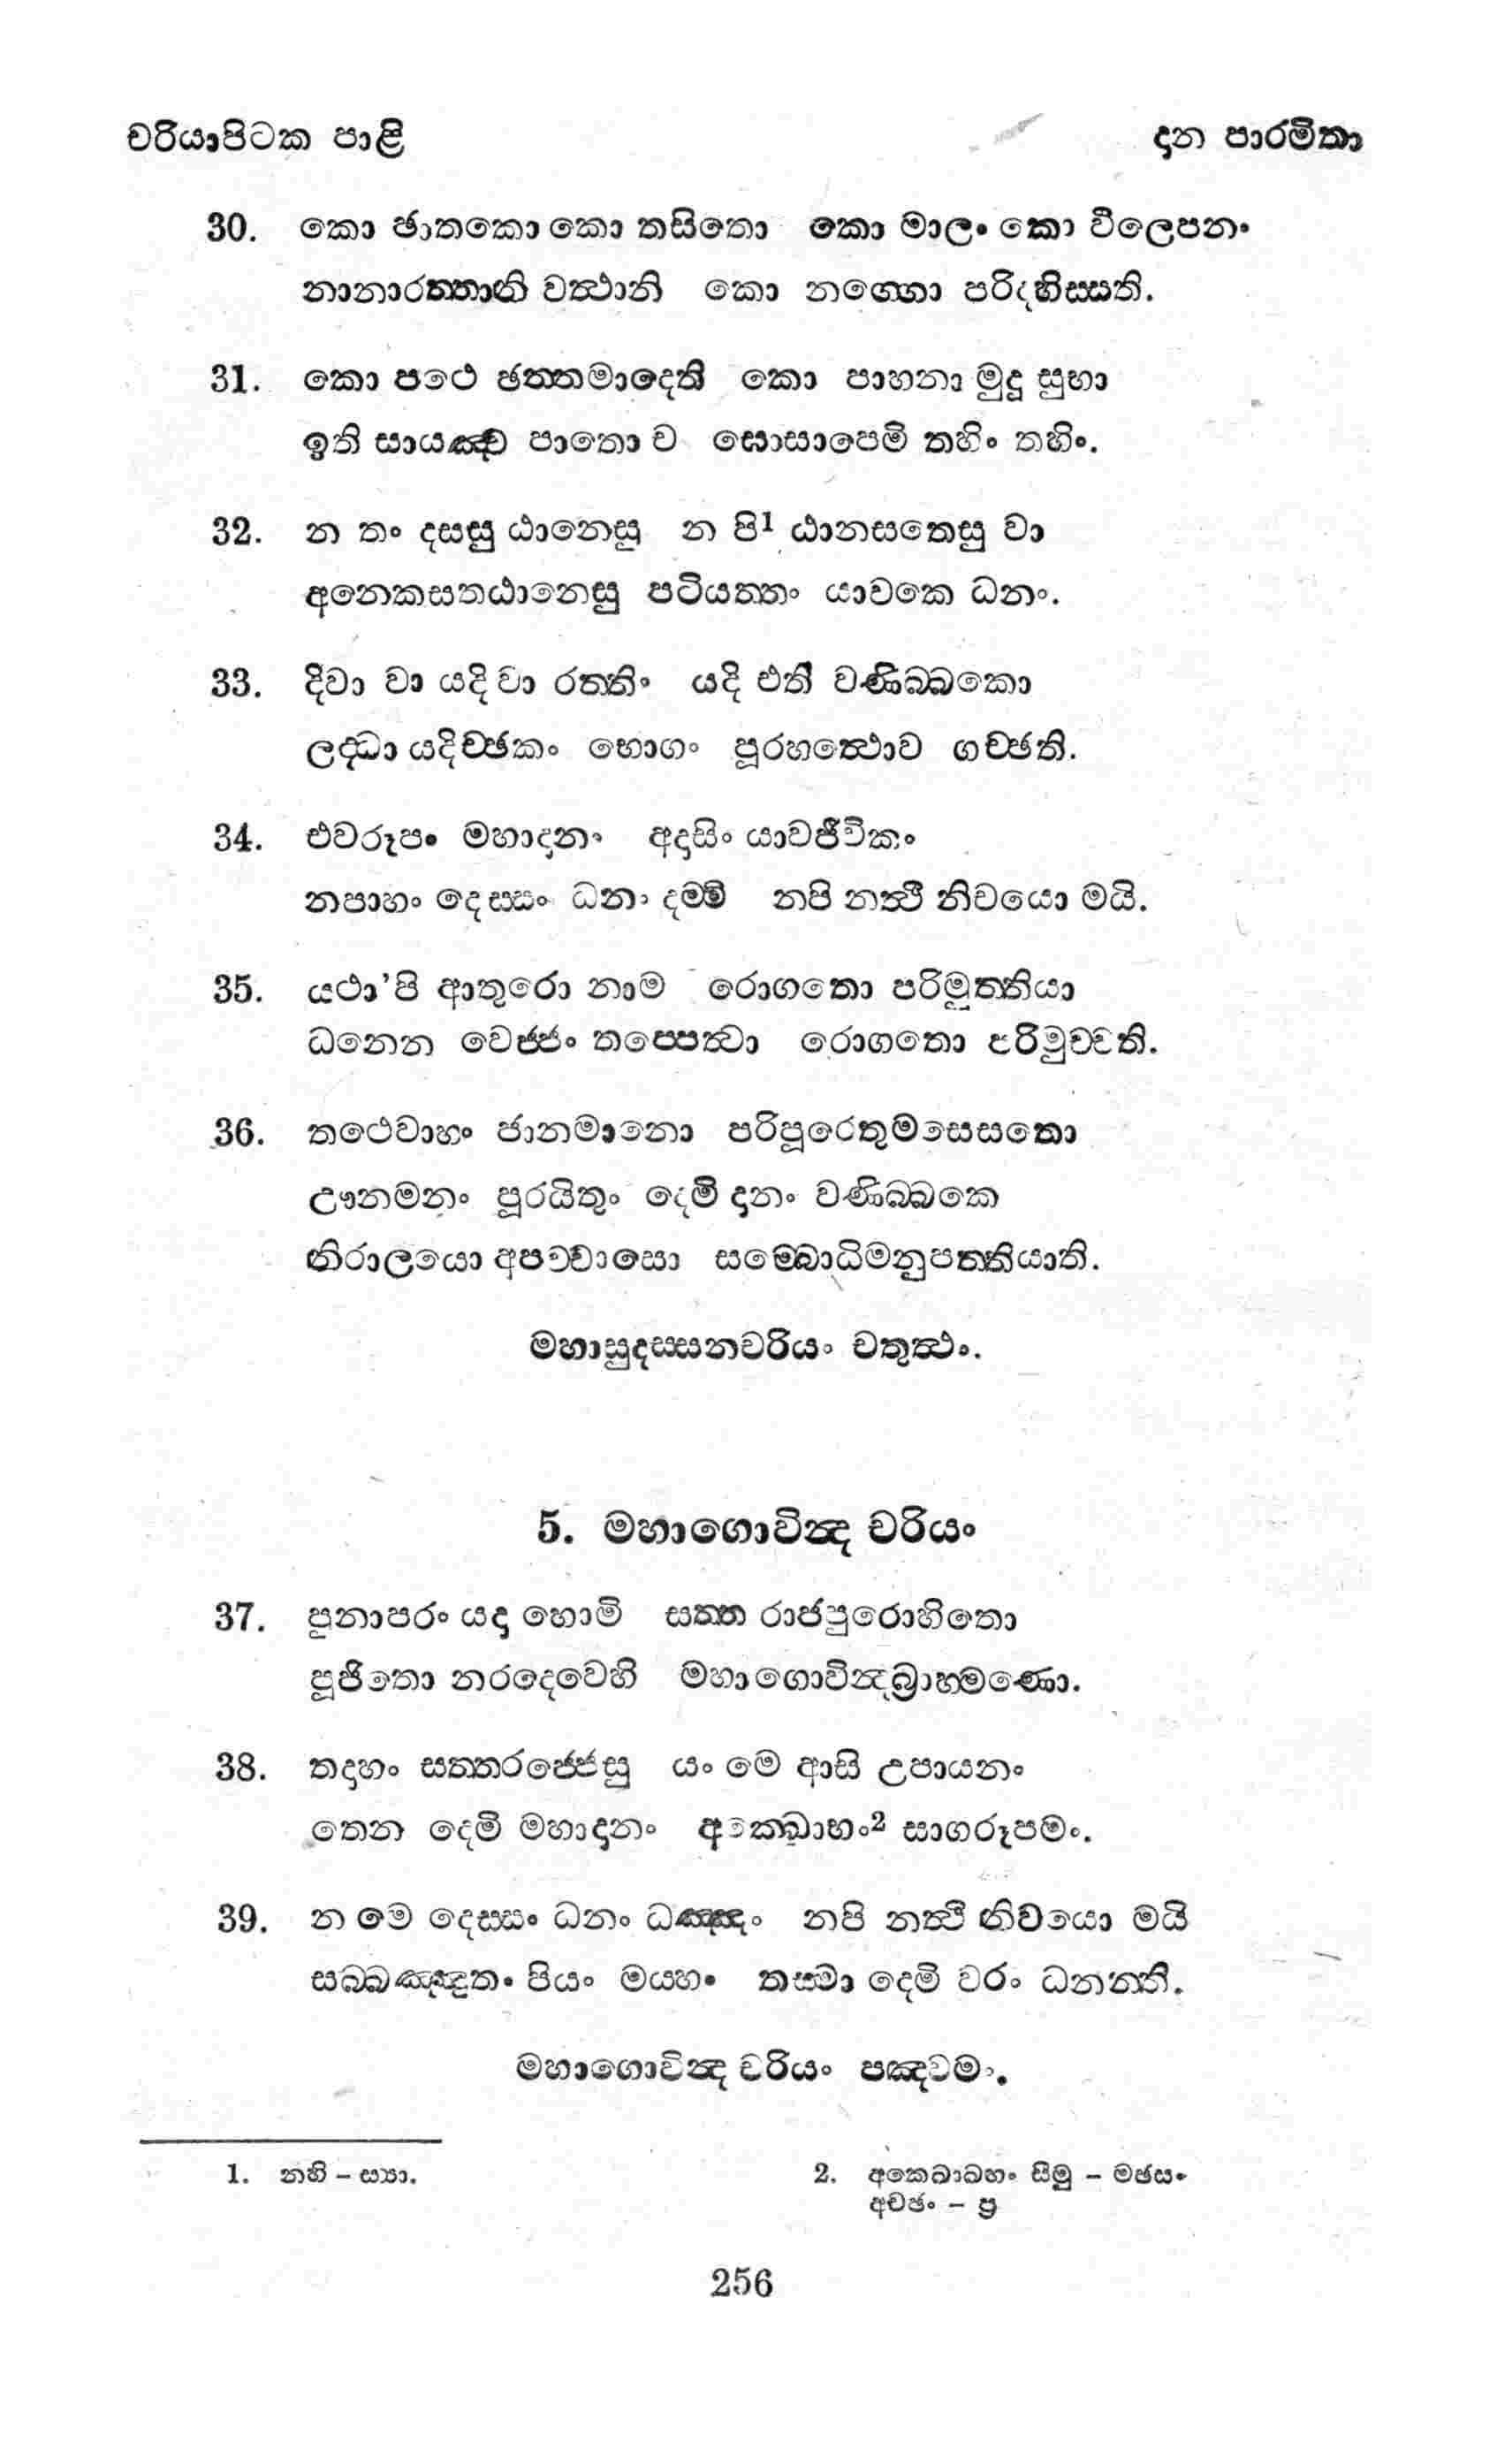 චරියාපිටක පාළි දාන පාරමිතා
30. කො ඡාතකො කො තසිතො කො මාලං කො විලෙපනං
නානාරත්තානි වත්ථානි කො නග්ගො පරිදහිස්සති.
31. කො පථෙ ඡත්තමාදෙති කො පාහනා මුදූ සුභා
ඉති සායඤ්ච පාතො ච ඝොසාපෙමි තහිං තහිං.
32. න තං දසසු ඨානෙසු න පි1 ඨානසතෙසු වා
අනෙකසතඨානෙසු පටියත්තං යාචකෙ ධනං.
33. දිවා වා යදි වා රත්තිං යදි එති වණිබ්බකො
ලද්ධා යදිච්ඡකං භොගං පූරහත්ථොව ගච්ඡති.
34. එවරූපං මහාදානං අදාසිං යාවජීවිකං
නපාහං දෙස්සං ධනං දම්මි නපි නත්ථි නිචයො මයි.
35. යථා'පි ආතුරො නාම රොගතො පරිමුත්තියා
ධනෙන වෙජ්ජං තප්පෙත්වා රොගතො පරිමුච්චති.
36. තථෙවාහං ජානමානො පරිපූරෙතුමසෙසතො
ඌනමනං පූරයිතුං දෙමි දානං වණිබ්බකෙ
නිරාලයො අපච්චාසො සම්බොධිමනුපත්තියාති.
මහාසුදස්සනචරියං චතුත්ථං.
5. මහාගොවින්ද චරියං
37. පුනාපරං යදා හොමි සත්ත රාජපුරොහිතො
පූජිතො නරදෙවෙහි මහාගොවින්දබ්‍රාහ්මණො.
38. තදාහං සත්තරජ්ජෙසු යං මෙ ආසි උපායනං
තෙන දෙමි මහාදානං අක්ඛොභං2 සාගරූපමං.
39. න මෙ දෙස්සං ධනං ධඤ්ඤං නපි නත්ථි නිචයො මයි
සබ්බඤ්ඤුතං පියං මය්හං තස්මා දෙමි වරං ධනන්ති.
මහාගොවින්ද චරියං පඤ්චමං.
1. නහි – ස්‍යා.
2. අක්ඛොබ්භං සීමු – මඡසං
අච්ඡං – ප්‍ර
256